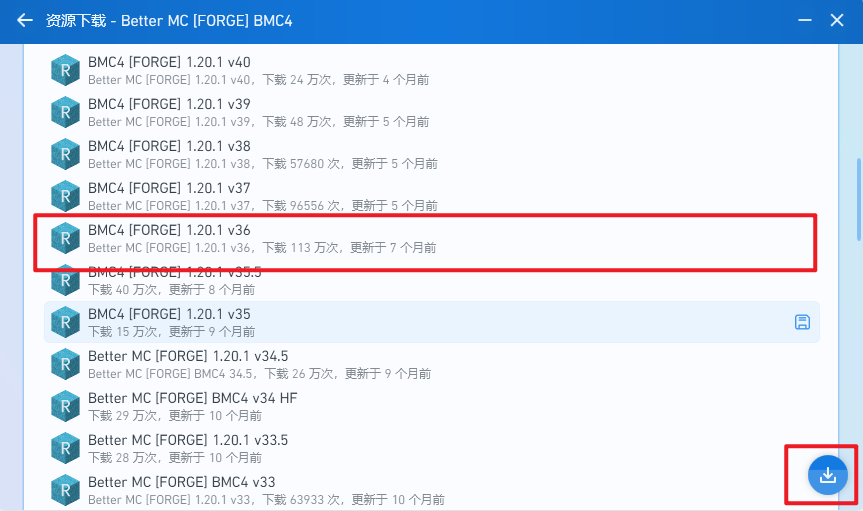 资源下载 - Better MC [FORGE] BMC4
BMC4 [FORGE] 1.20.1 v40
Better MC [FORGE] 1.20.1 v40，下载 24 万次，更新于 4 个月前
BMC4 [FORGE] 1.20.1 v39
Better MC [FORGE] 1.20.1 v39，下载 48 万次，更新于 5 个月前
BMC4 [FORGE] 1.20.1 v38
Better MC [FORGE] 1.20.1 v38，下载 57680 次，更新于 5 个月前
BMC4 [FORGE] 1.20.1 v37
Better MC [FORGE] 1.20.1 v37，下载 96556 次，更新于 5 个月前
BMC4 [FORGE] 1.20.1 v36
Better MC [FORGE] 1.20.1 v36，下载 113 万次，更新于 7 个月前
BMC4 [FORGE] 1.20.1 v35.5
下载 40 万次，更新于 8 个月前
BMC4 [FORGE] 1.20.1 v35
下载 15 万次，更新于 9 个月前
Better MC [FORGE] 1.20.1 v34.5
Better MC [FORGE] BMC4 34.5，下载 26 万次，更新于 9 个月前
Better MC [FORGE] BMC4 v34 HF
下载 29 万次，更新于 10 个月前
Better MC [FORGE] 1.20.1 v33.5
下载 28 万次，更新于 10 个月前
Better MC [FORGE] BMC4 v33
Better MC [FORGE] 1.20.1 v33，下载 63933 次，更新于 10 个月前